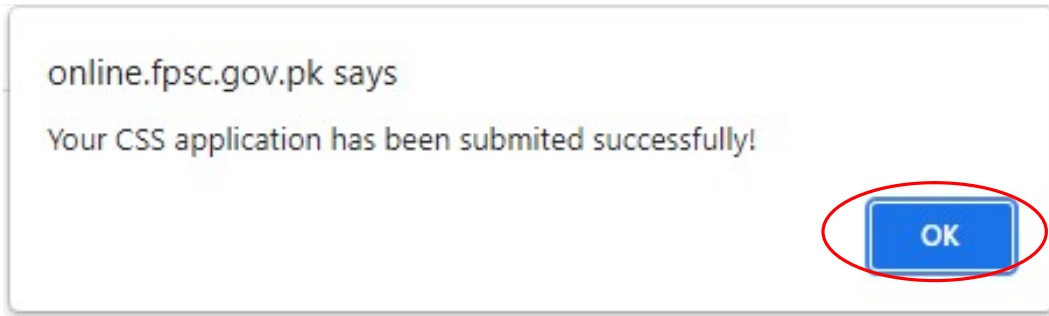 online.fpsc.gov.pk says
Your CSS application has been submited successfully!
OK